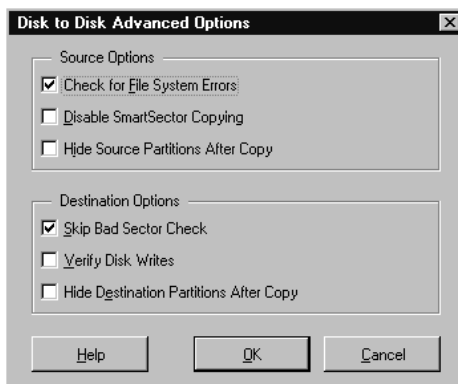 Disk to Disk Advanced Options
Source Options
Check for File System Errors
Disable SmartSector Copying
Hide Source Partitions After Copy
Destination Options
Skip Bad Sector Check
Verify Disk Writes
Hide Destination Partitions After Copy
Help OK Cancel